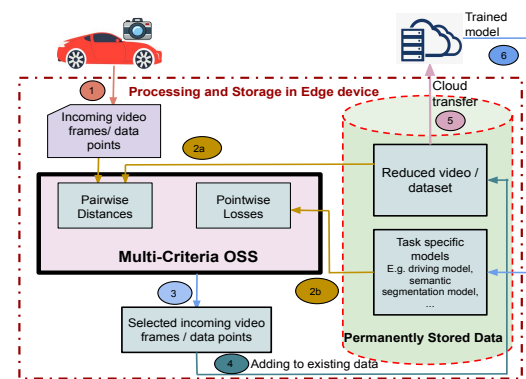 Trained
model
6
Processing and Storage in Edge device
1
Cloud
transfer
5
Incoming video
frames/ data
points
2a
Reduced video /
dataset
Pairwise
Distances
Pointwise
Losses
Multi-Criteria OSS
Task specific
models
E.g. driving model,
semantic
segmentation model,
...
3
2b
Selected incoming video
frames / data points
Permanently Stored Data
4
Adding to existing data